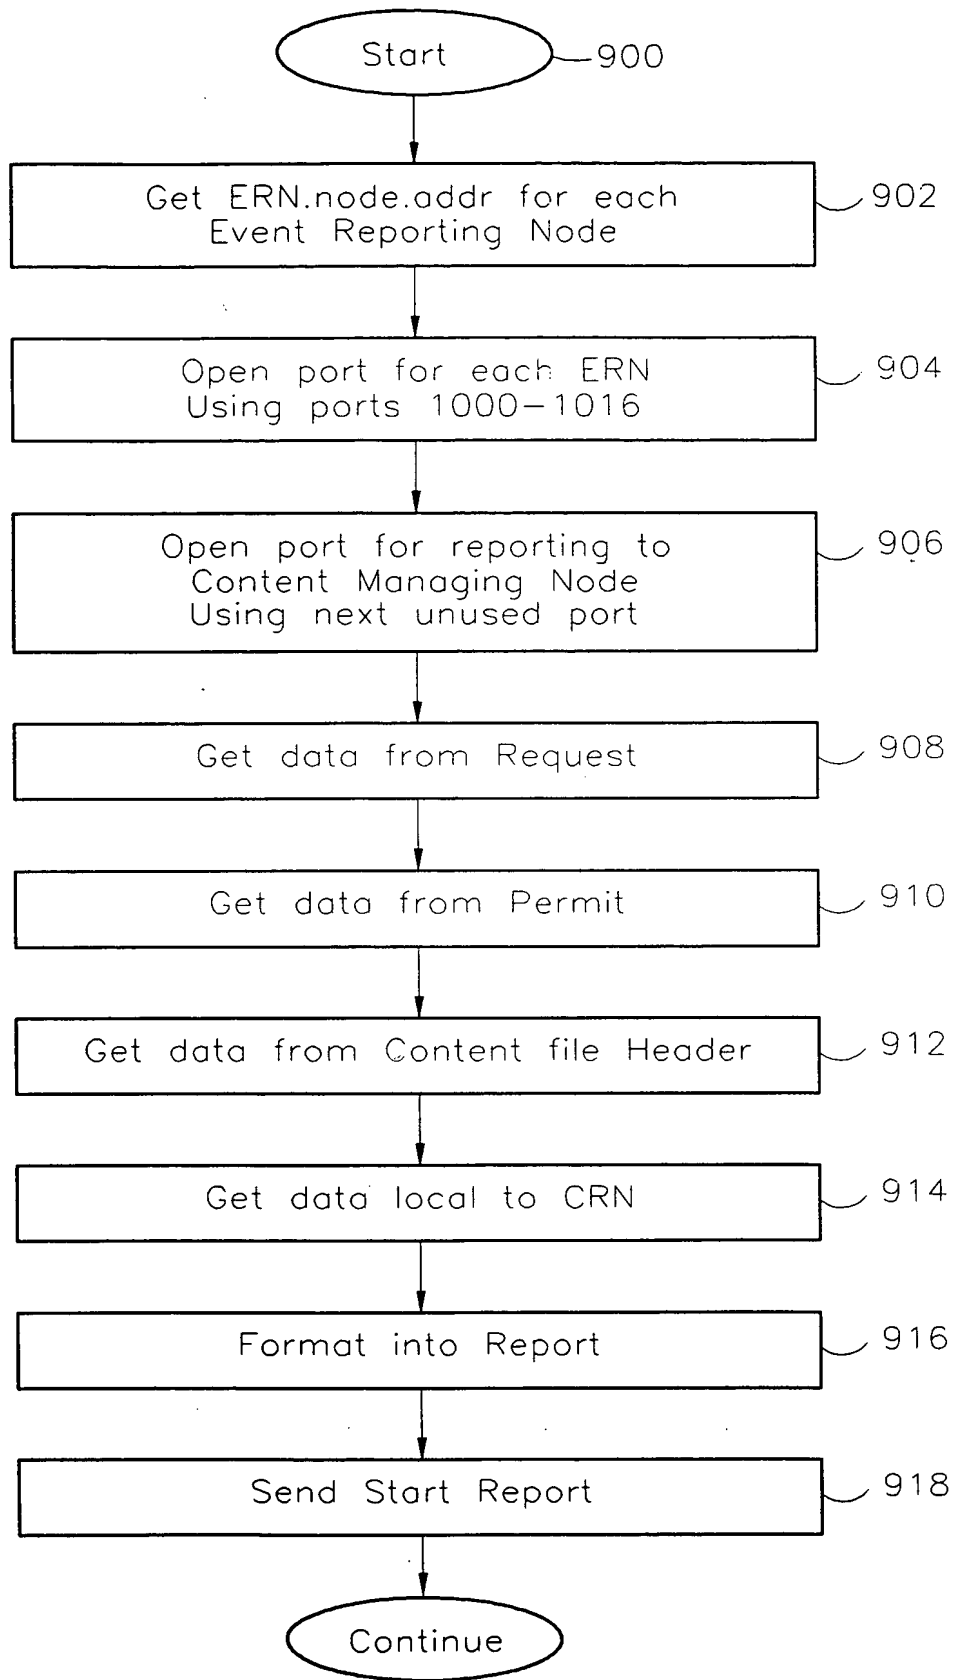 Start
900
Get ERN.node.addr for each
Event Reporting Node
902
Open port for each ERN
Using ports 1000-1016
904
Open port for reporting to
Content Managing Node
Using next unused port
906
Get data from Request
908
Get data from Permit
910
Get data from Content file Header
912
Get data local to CRN
914
Format into Report
916
Send Start Report
918
Continue